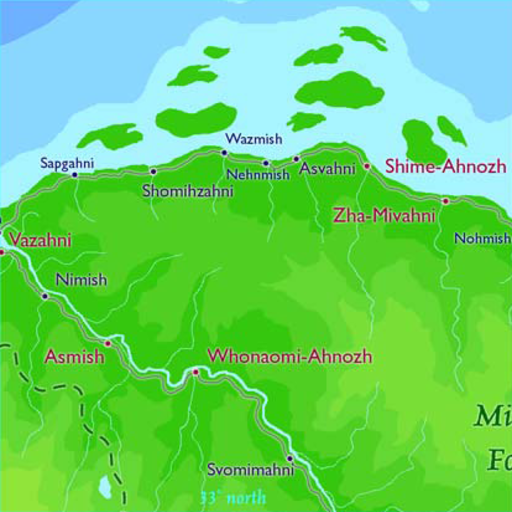 Wazmish
Sapgahni
Nehnmish
Asvahni
Shime-Ahnozh
Shomihzahni
Zha-Mivahni
Vazahni
Nohmish
Nimish
Asmish
Whonaomi-Ahnozh
Mi
Fo
Svomimahni
33° north